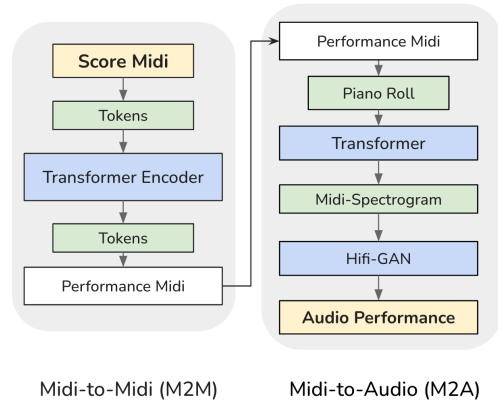 Score Midi
Tokens
Transformer Encoder
Tokens
Performance Midi
Midi-to-Midi (M2M)
Performance Midi
Piano Roll
Transformer
Midi-Spectrogram
Hifi-GAN
Audio Performance
Midi-to-Audio (M2A)